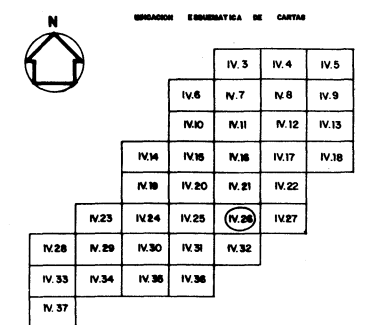 N
UBICACION ESQUEMATICA DE CARTAS
IV. 3 IV. 4 IV. 5
IV.6 IV.7 IV.8 IV.9
IV.10 IV.11 IV.12 IV.13
IV.14 IV.15 IV.16 IV.17 IV.18
IV.19 IV.20 IV.21 IV.22
IV.23 IV.24 IV.25 IV.26 IV.27
IV.28 IV.29 IV.30 IV.31 IV.32
IV.33 IV.34 IV.35 IV.36
IV.37